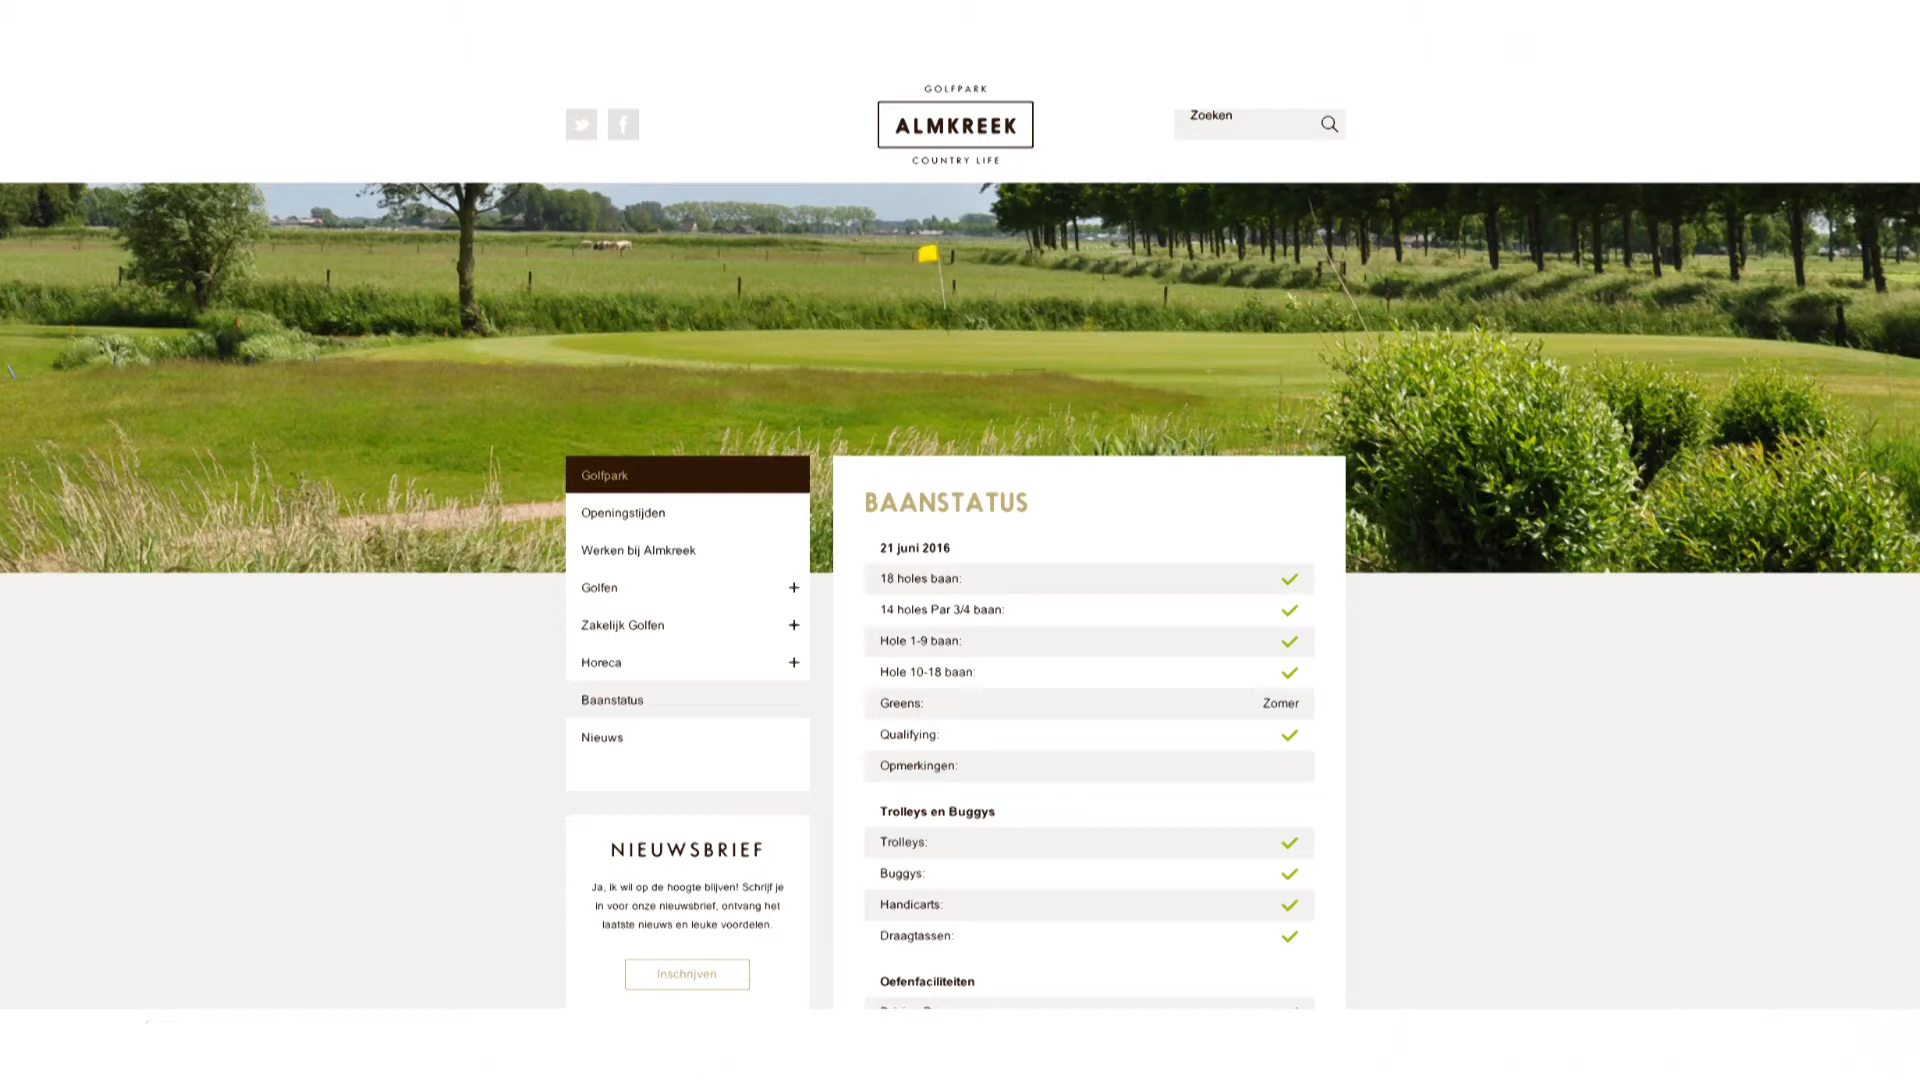 GOLFPARK
ALMKREEK
COUNTRY LIFE
Zoeken
Golfpark
Openingstijden
Werken bij Almkreek
Golfen +
Zakelijk Golfen +
Horeca +
Baanstatus
Nieuws
NIEUWSBRIEF
Ja, ik wil op de hoogte blijven! Schrijf je
in voor onze nieuwsbrief, ontvang het
laatste nieuws en leuke voordelen.
Inschrijven
BAANSTATUS
21 juni 2016
18 holes baan:
14 holes Par 3/4 baan:
Hole 1-9 baan:
Hole 10-18 baan:
Greens: Zomer
Qualifying:
Opmerkingen:
Trolleys en Buggys
Trolleys:
Buggys:
Handicarts:
Draagtassen:
Oefenfaciliteiten